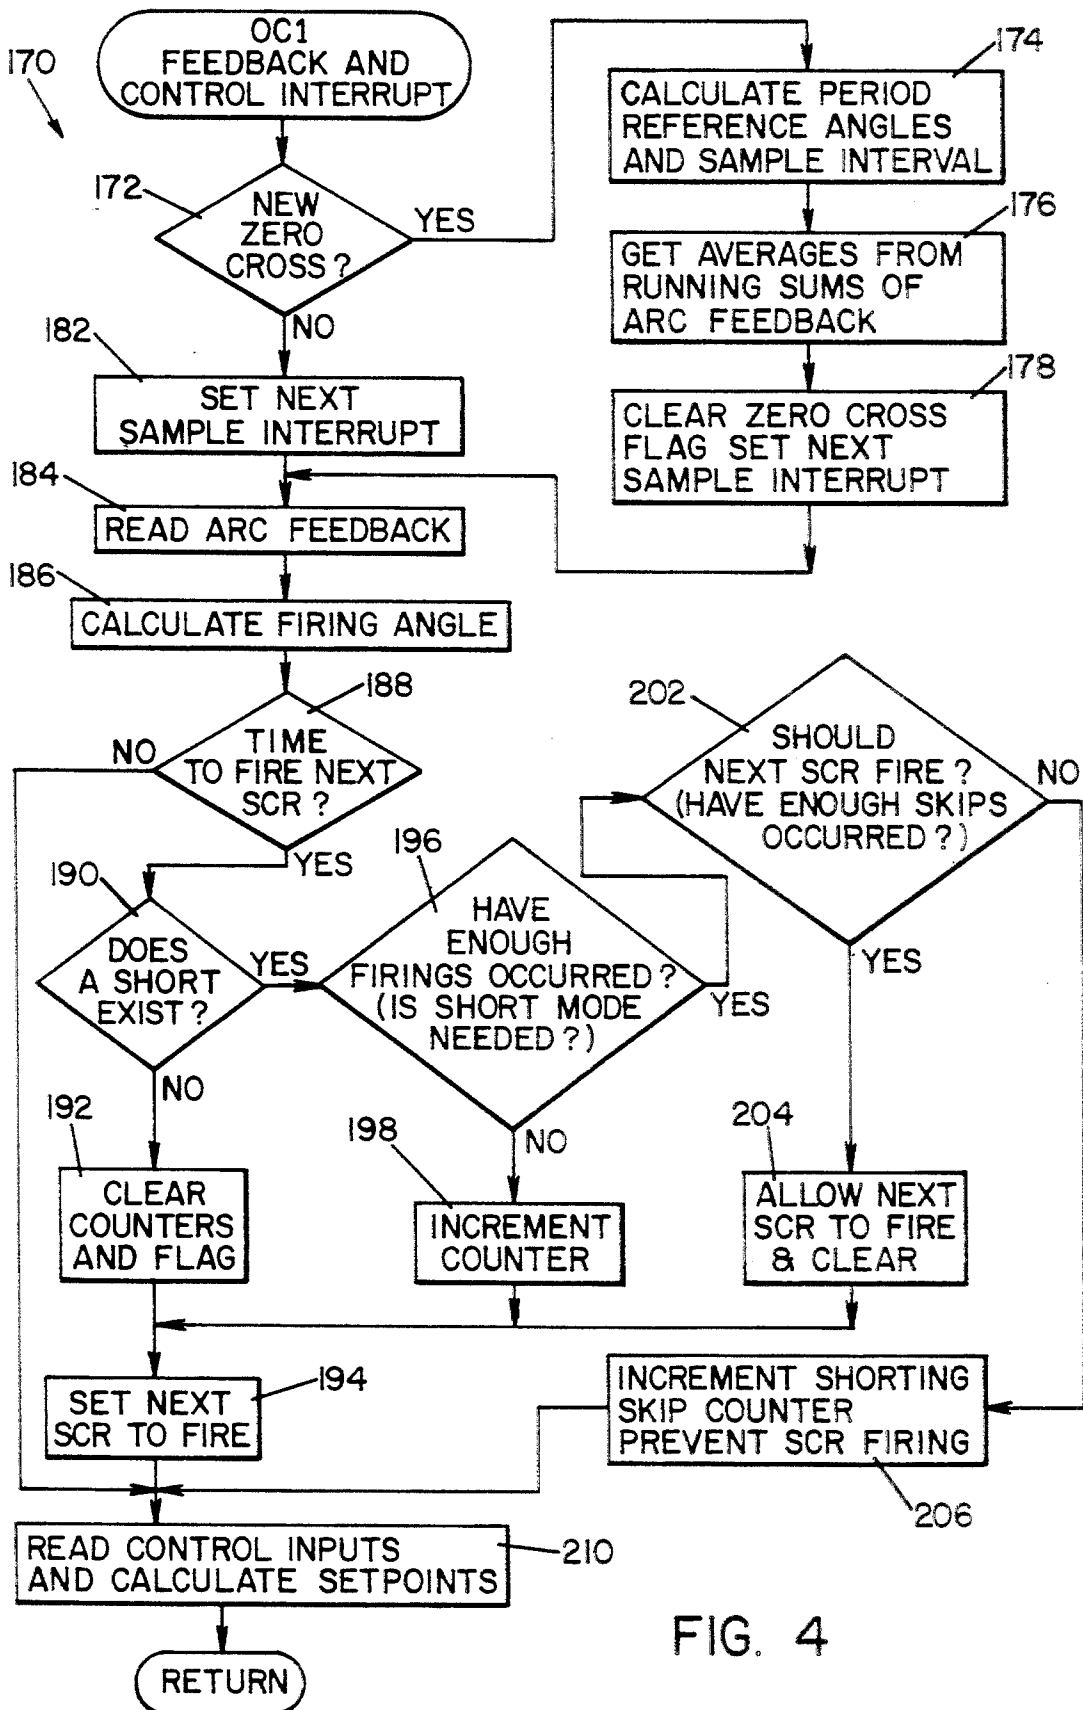 OC1
FEEDBACK AND
CONTROL INTERRUPT
170
172
NEW
ZERO
CROSS?
YES
NO
174
CALCULATE PERIOD
REFERENCE ANGLES
AND SAMPLE INTERVAL
176
GET AVERAGES FROM
RUNNING SUMS OF
ARC FEEDBACK
178
CLEAR ZERO CROSS
FLAG SET NEXT
SAMPLE INTERRUPT
182
SET NEXT
SAMPLE INTERRUPT
184
READ ARC FEEDBACK
186
CALCULATE FIRING ANGLE
188
TIME
TO FIRE NEXT
SCR?
NO
YES
190
DOES
A SHORT
EXIST?
YES
NO
192
CLEAR
COUNTERS
AND FLAG
196
HAVE
ENOUGH
FIRINGS OCCURRED?
(IS SHORT MODE
NEEDED?)
YES
NO
198
INCREMENT
COUNTER
202
SHOULD
NEXT SCR FIRE?
(HAVE ENOUGH SKIPS
OCCURRED?)
NO
YES
204
ALLOW NEXT
SCR TO FIRE
& CLEAR
194
SET NEXT
SCR TO FIRE
INCREMENT SHORTING
SKIP COUNTER
PREVENT SCR FIRING
206
READ CONTROL INPUTS
AND CALCULATE SETPOINTS
210
RETURN
FIG. 4